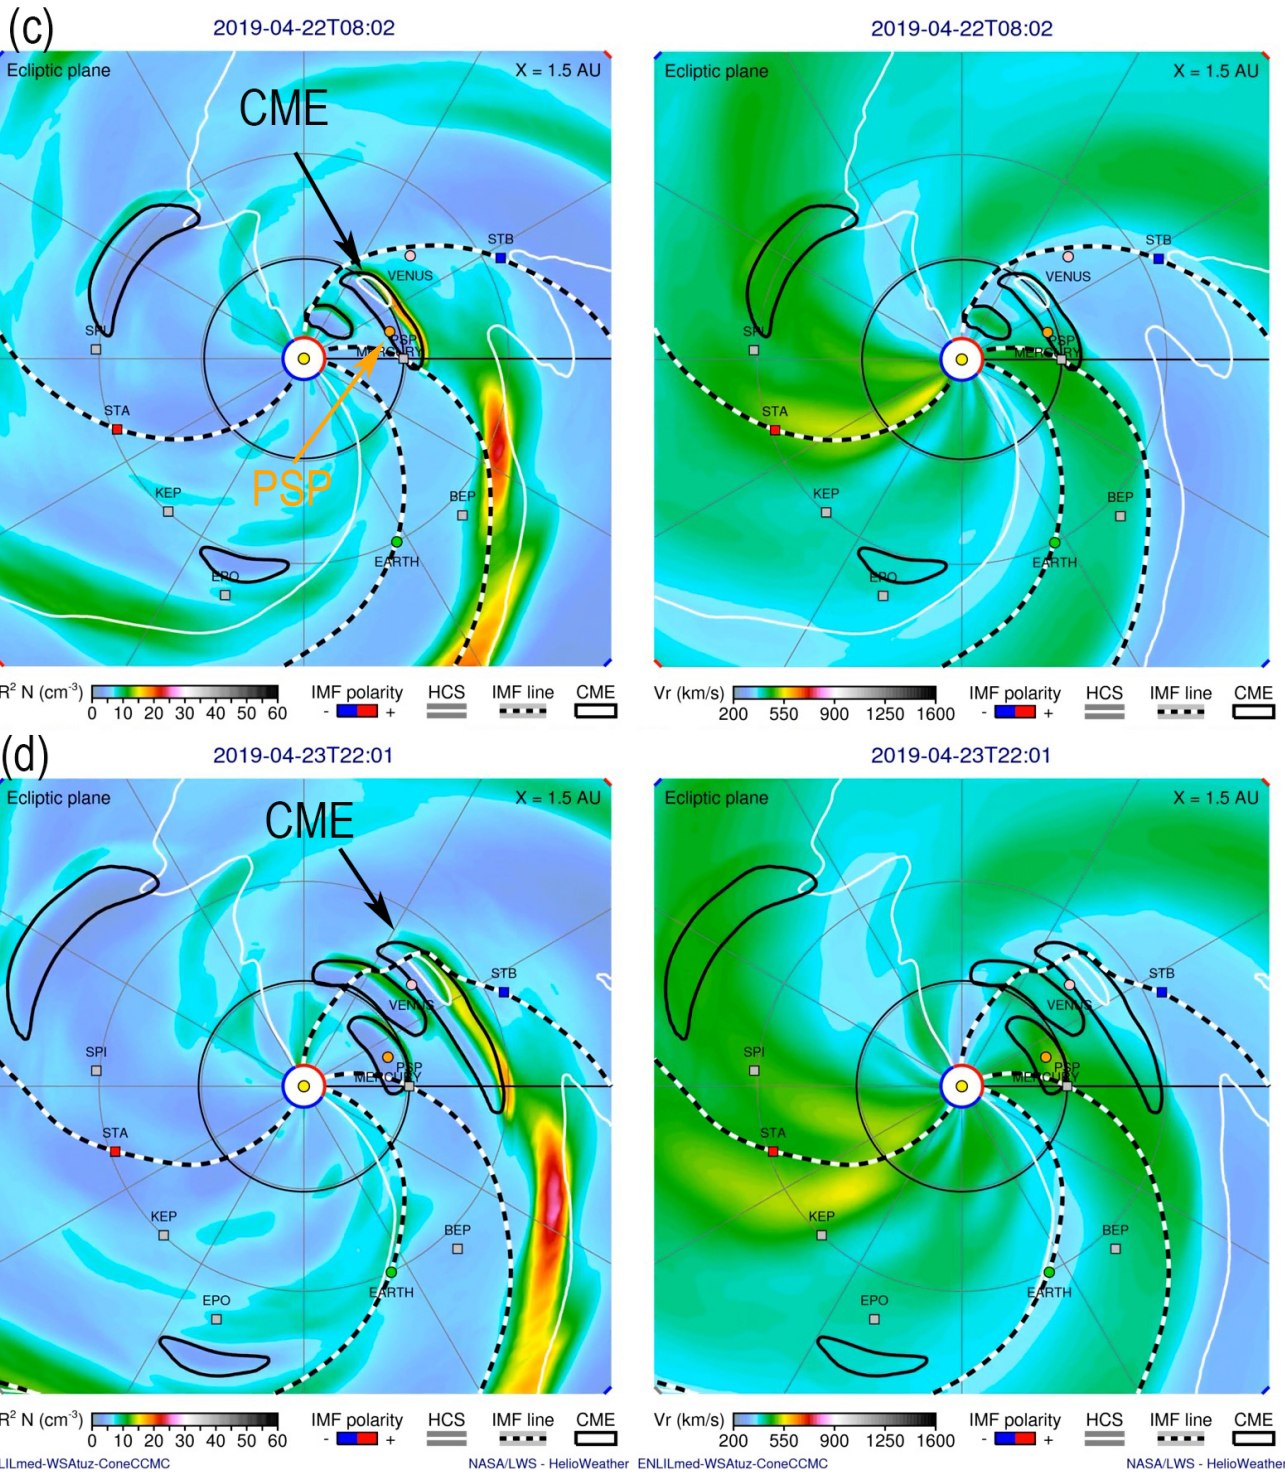 (c)
2019-04-22T08:02
2019-04-22T08:02
Ecliptic plane
X = 1.5 AU
Ecliptic plane
X = 1.5 AU
CME
STB
VENUS
STB
VENUS
PSP
MERCURY
PSP
MERCURY
STA
STA
PSP
KEP
BEP
KEP
BEP
EARTH
EARTH
EPO
EPO
R² N (cm⁻³)
0 10 20 30 40 50 60
IMF polarity
- +
HCS
IMF line
CME
Vr (km/s)
200 550 900 1250 1600
IMF polarity
- +
HCS
IMF line
CME
(d)
2019-04-23T22:01
2019-04-23T22:01
Ecliptic plane
X = 1.5 AU
Ecliptic plane
X = 1.5 AU
CME
STB
VENUS
STB
VENUS
SPI
PSP
MERCURY
SPI
PSP
MERCURY
STA
STA
KEP
BEP
KEP
BEP
EARTH
EARTH
EPO
EPO
R² N (cm⁻³)
0 10 20 30 40 50 60
IMF polarity
- +
HCS
IMF line
CME
Vr (km/s)
200 550 900 1250 1600
IMF polarity
- +
HCS
IMF line
CME
LILmed-WSAtuz-ConeCCMC
NASA/LWS - HelioWeather
ENLILmed-WSAtuz-ConeCCMC
NASA/LWS - HelioWeather